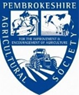 PEMBROKESHIRE
FOR THE IMPROVEMENT &
ENCOURAGEMENT OF AGRICULTURE
AGRICULTURAL
SOCIETY